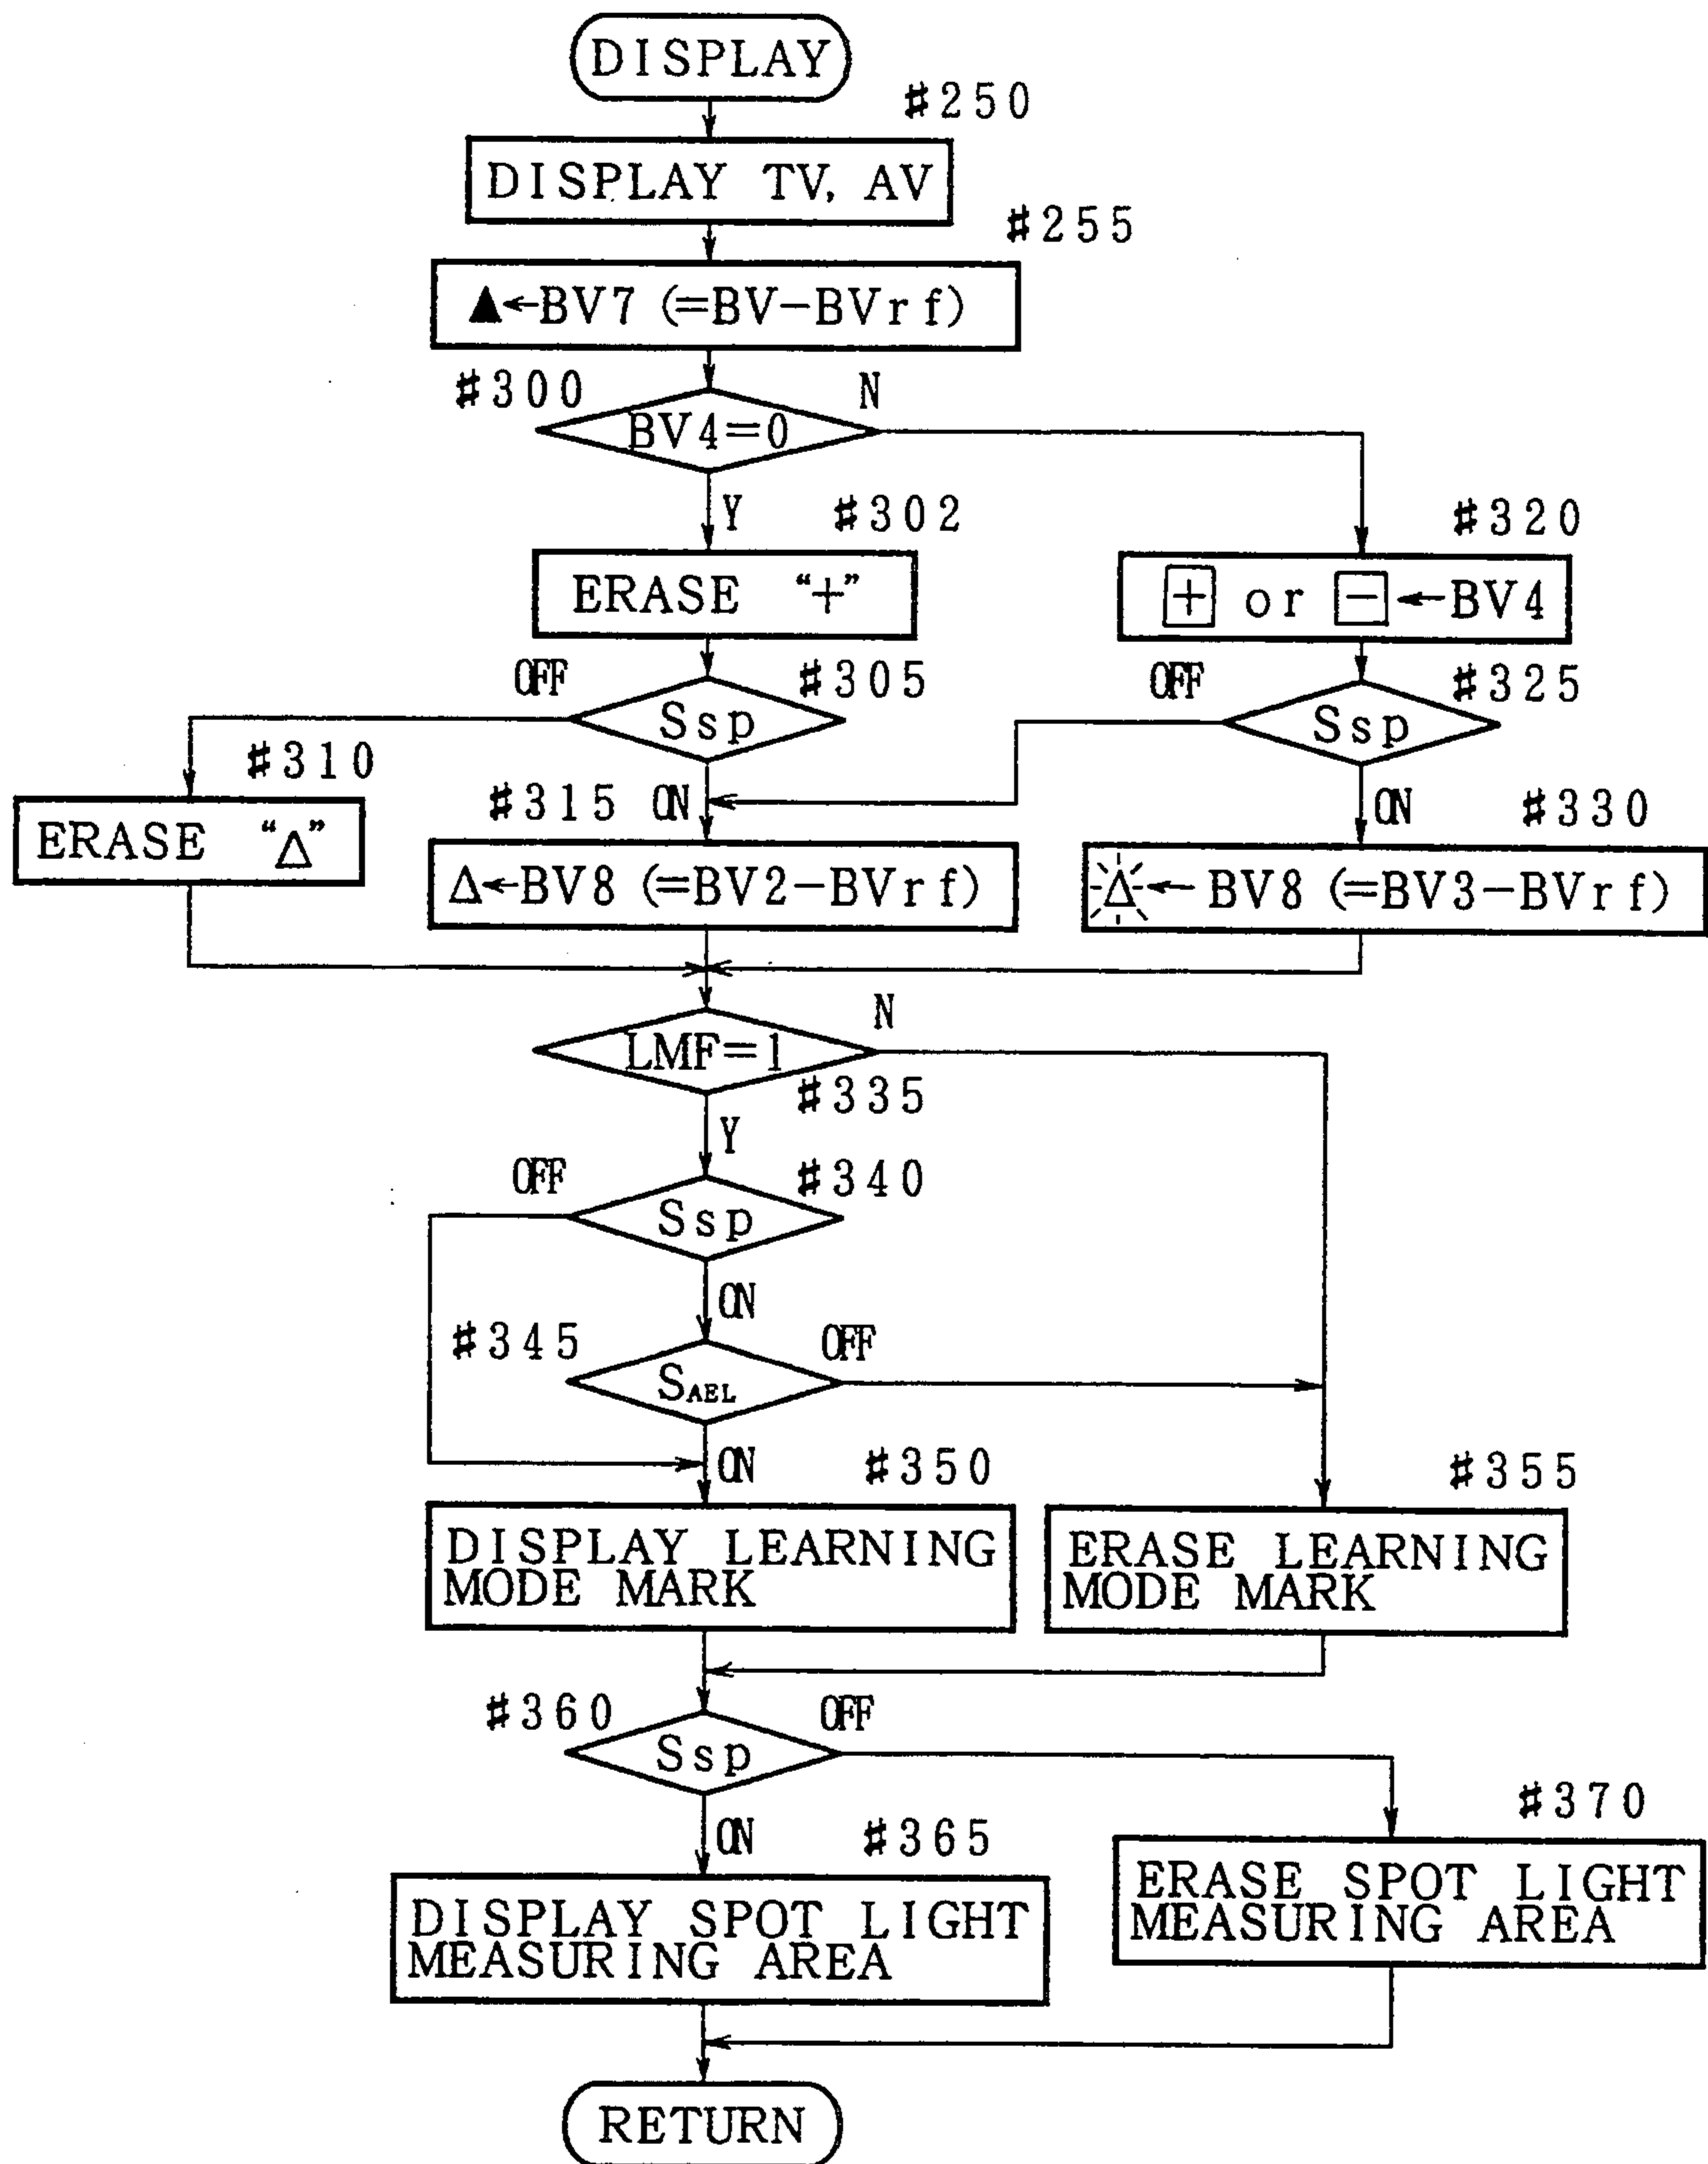 DISPLAY
#250
DISPLAY TV, AV
#255
▲←BV7 (=BV−BVrf)
#300
N
BV4=0
Y
#302
#320
ERASE "+"
+ or − ←BV4
OFF
#305
OFF
#325
Ssp
Ssp
#310
#315
ON
ON
#330
ERASE "Δ"
Δ←BV8 (=BV2−BVrf)
Δ← BV8 (=BV3−BVrf)
N
LMF=1
#335
Y
OFF
#340
Ssp
ON
#345
OFF
SAEL
ON
#350
#355
DISPLAY LEARNING
MODE MARK
ERASE LEARNING
MODE MARK
#360
OFF
Ssp
#370
ON
#365
ERASE SPOT LIGHT
MEASURING AREA
DISPLAY SPOT LIGHT
MEASURING AREA
RETURN